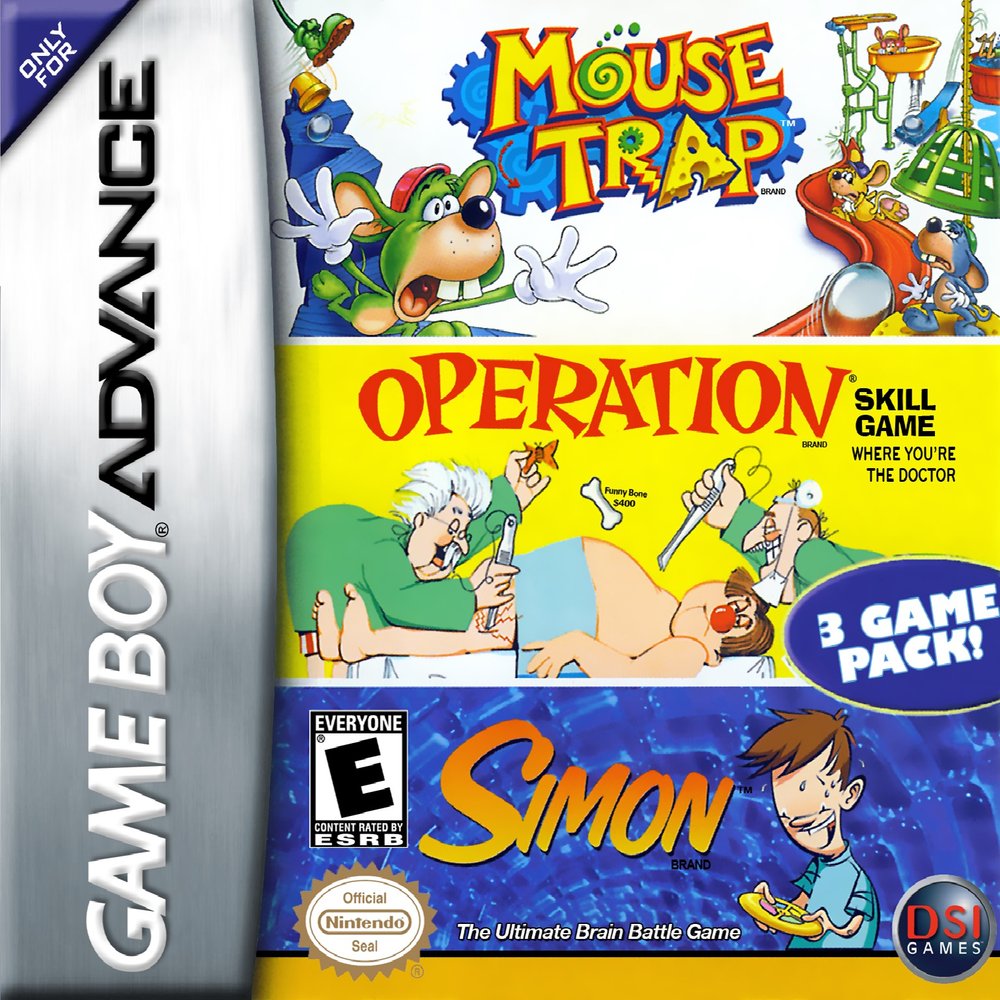 ONLY
FOR
GAME BOY® ADVANCE
MOUSE
TRAP™
BRAND
OPERATION®
BRAND
SKILL
GAME
WHERE YOU'RE
THE DOCTOR
Funny Bone
$400
3 GAME
PACK!
EVERYONE
®
E
CONTENT RATED BY
ESRB
SIMON™
BRAND
The Ultimate Brain Battle Game
Official
Nintendo®
Seal
®
DSI
GAMES